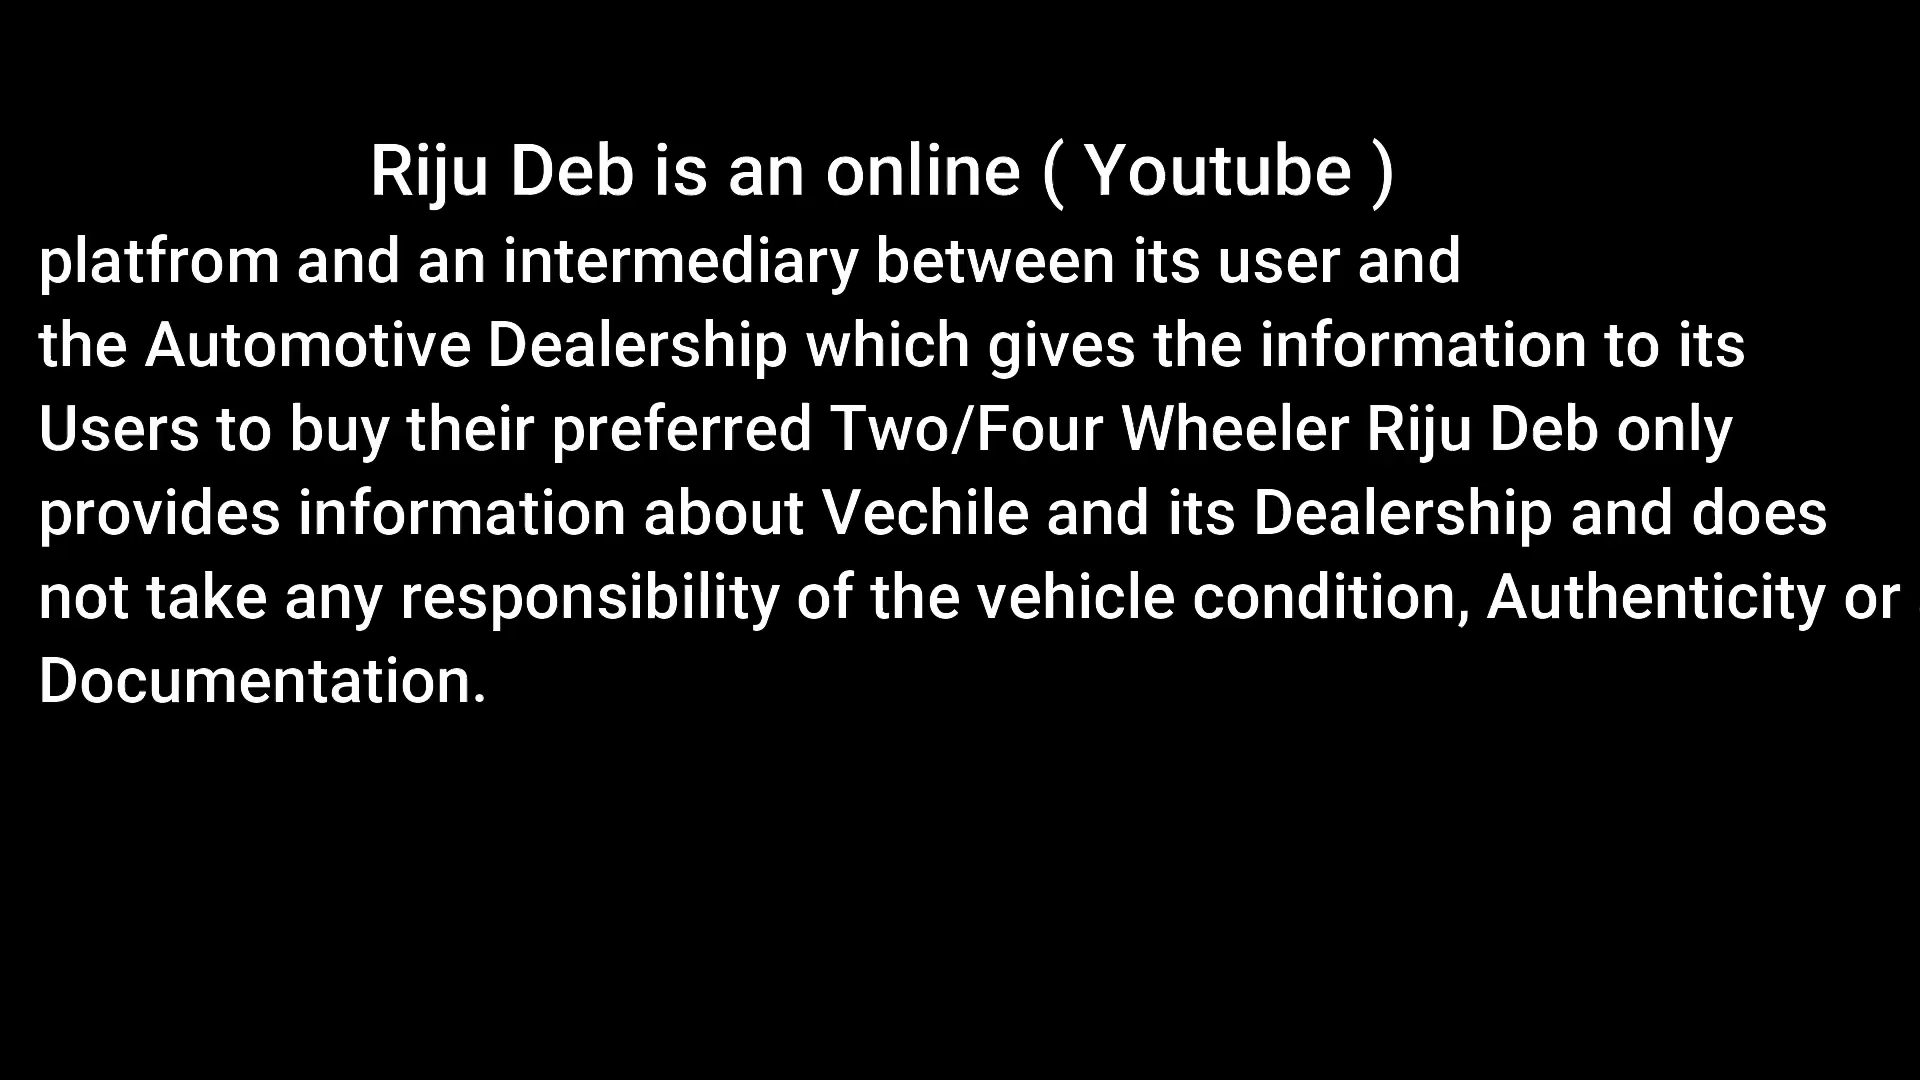 Riju Deb is an online ( Youtube )
platfrom and an intermediary between its user and
the Automotive Dealership which gives the information to its
Users to buy their preferred Two/Four Wheeler Riju Deb only
provides information about Vechile and its Dealership and does
not take any responsibility of the vehicle condition, Authenticity or
Documentation.